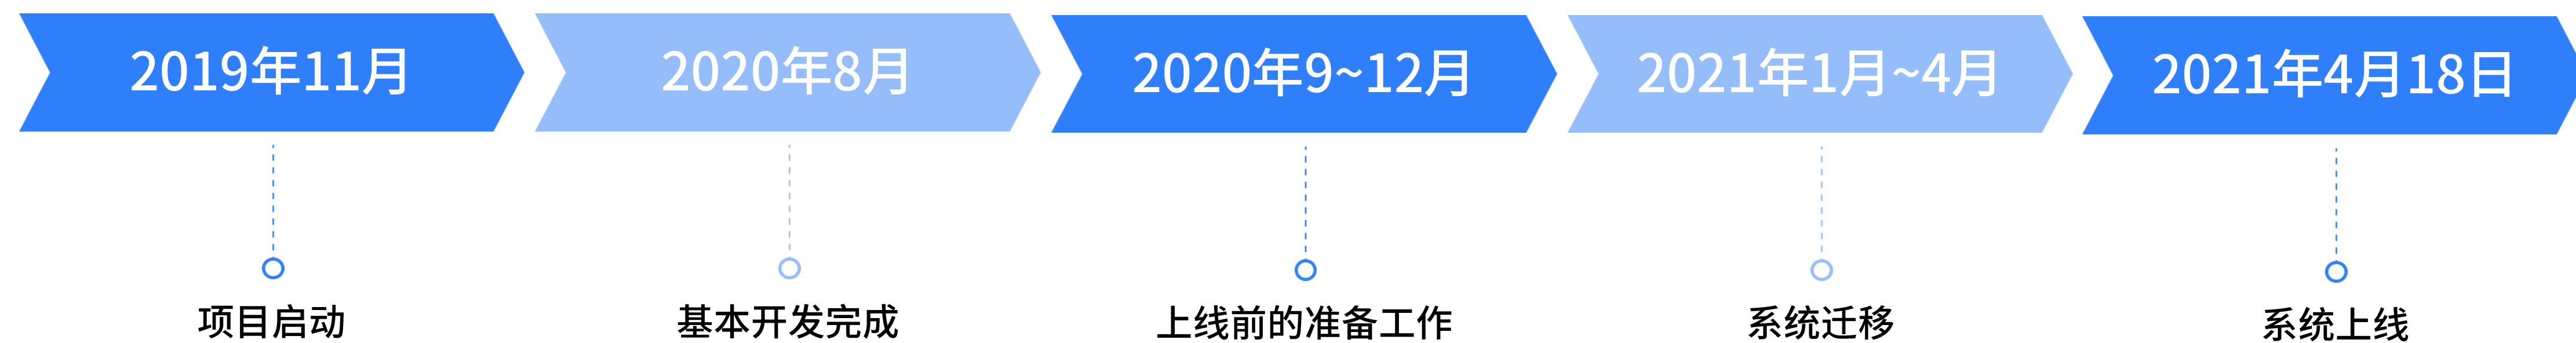 2019年11月
2020年8月
2020年9~12月
2021年1月~4月
2021年4月18日
项目启动
基本开发完成
上线前的准备工作
系统迁移
系统上线